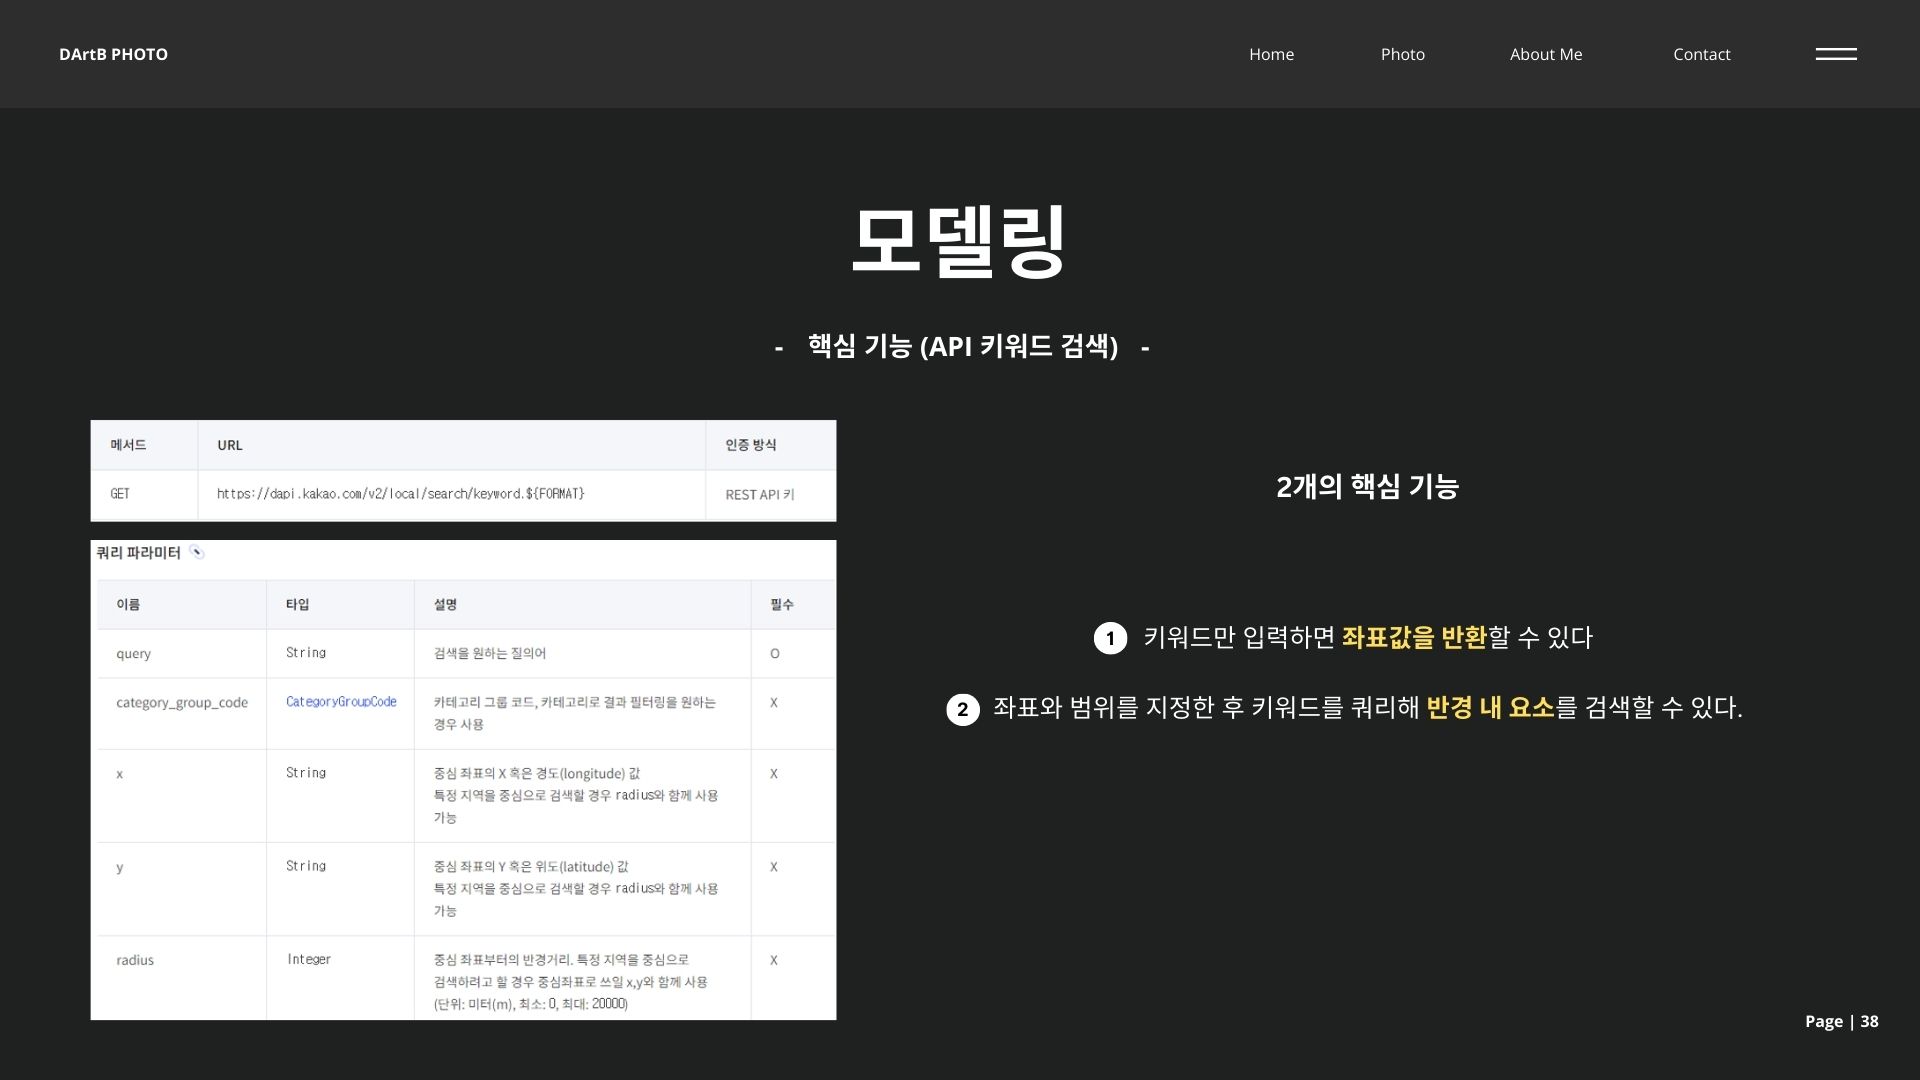 DArtB PHOTO
Home Photo About Me Contact
모델링
- 핵심 기능 (API 키워드 검색) -
메서드 URL 인증 방식
GET https://dapi.kakao.com/v2/local/search/keyword.${FORMAT} REST API 키
쿼리 파라미터
이름 타입 설명 필수
query String 검색을 원하는 질의어 O
category_group_code CategoryGroupCode 카테고리 그룹 코드, 카테고리로 결과 필터링을 원하는 X
경우 사용
x String 중심 좌표의 X 혹은 경도(longitude) 값 X
특정 지역을 중심으로 검색할 경우 radius와 함께 사용
가능
y String 중심 좌표의 Y 혹은 위도(latitude) 값 X
특정 지역을 중심으로 검색할 경우 radius와 함께 사용
가능
radius Integer 중심 좌표부터의 반경거리. 특정 지역을 중심으로 X
검색하려고 할 경우 중심좌표로 쓰일 x,y와 함께 사용
(단위: 미터(m), 최소: 0, 최대: 20000)
2개의 핵심 기능
1 키워드만 입력하면 좌표값을 반환할 수 있다
2 좌표와 범위를 지정한 후 키워드를 쿼리해 반경 내 요소를 검색할 수 있다.
Page | 38